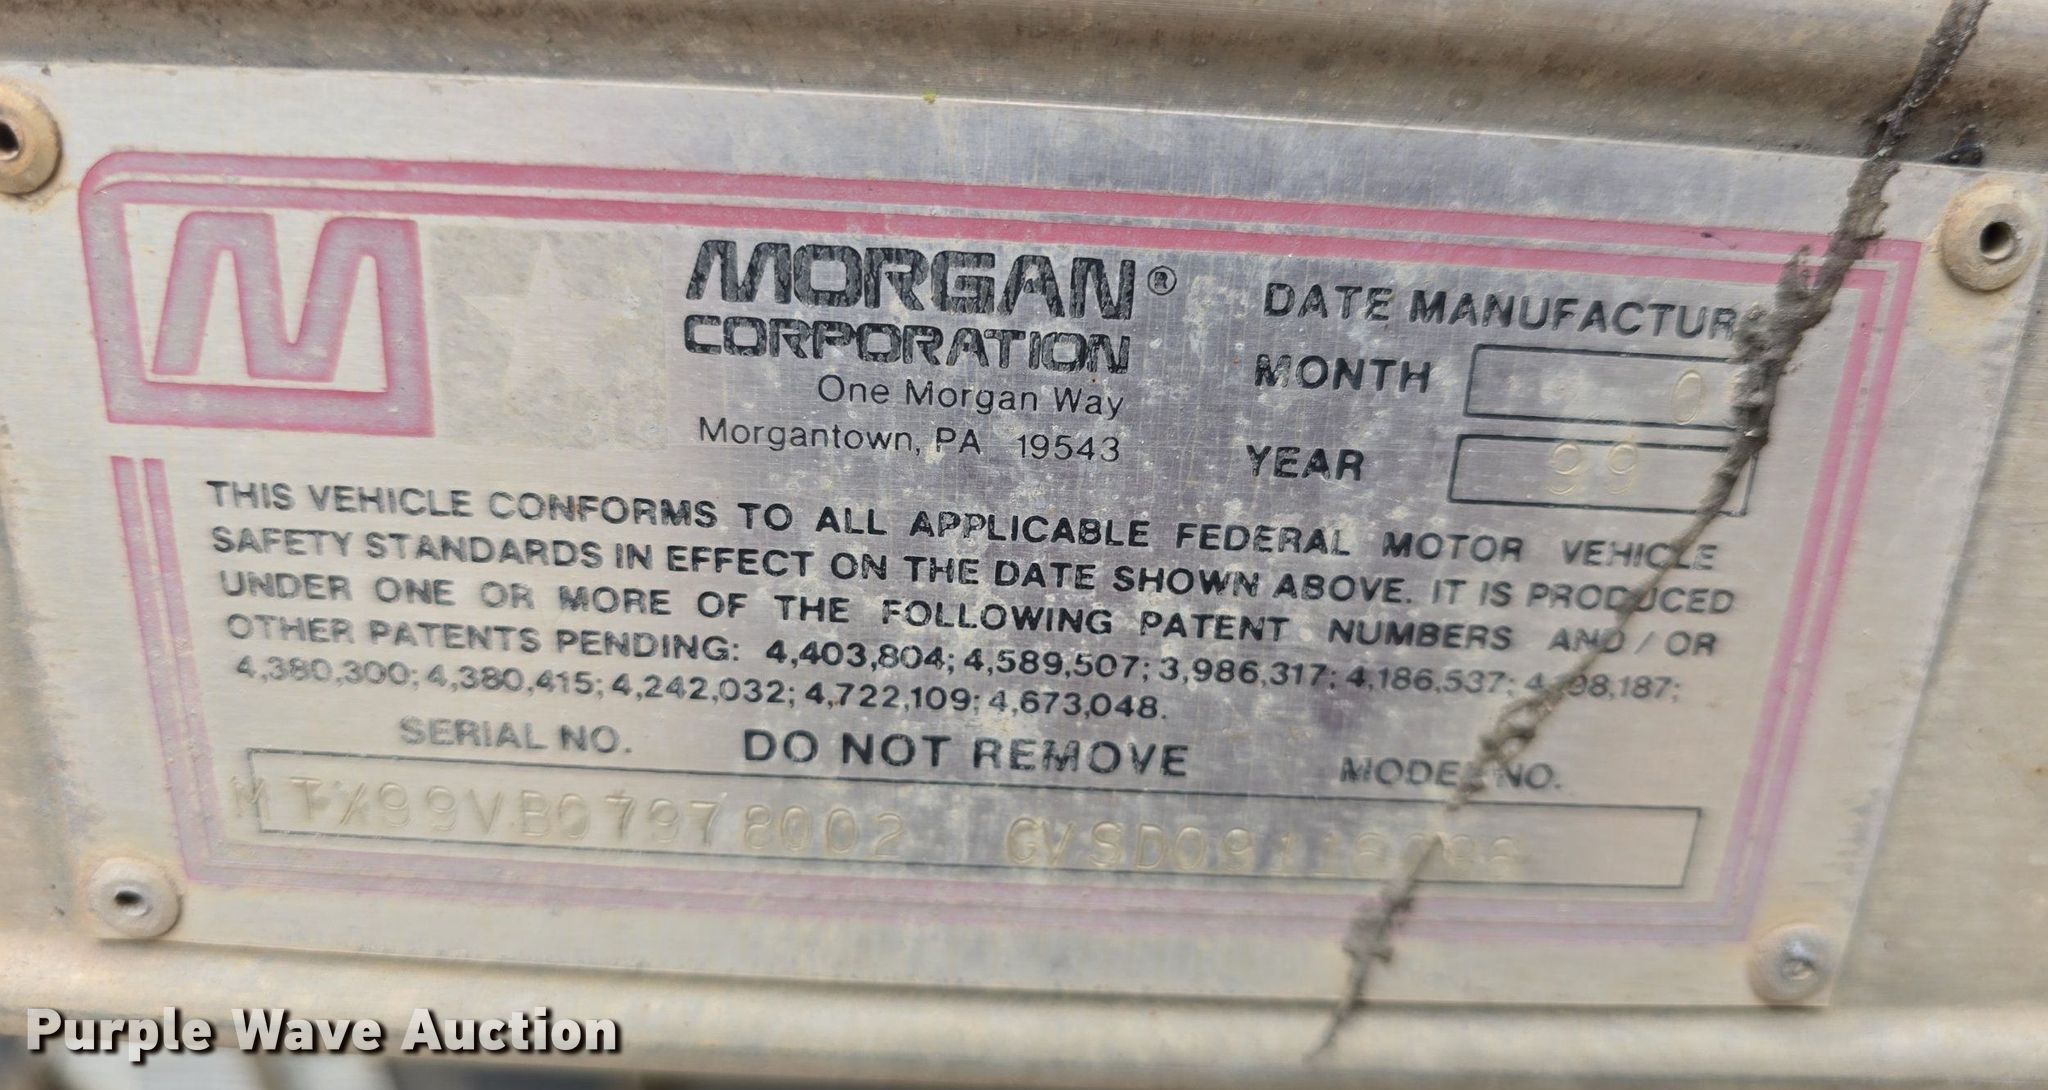 M
MORGAN®
CORPORATION
One Morgan Way
Morgantown, PA 19543
DATE MANUFACTUR
MONTH 0
YEAR 99
THIS VEHICLE CONFORMS TO ALL APPLICABLE FEDERAL MOTOR VEHICLE
SAFETY STANDARDS IN EFFECT ON THE DATE SHOWN ABOVE. IT IS PRODUCED
UNDER ONE OR MORE OF THE FOLLOWING PATENT NUMBERS AND/OR
OTHER PATENTS PENDING: 4,403,804; 4,589,507; 3,986,317; 4,186,537;
4,380,300; 4,380,415; 4,242,032; 4,722,109; 4,673,048.
SERIAL NO. DO NOT REMOVE MODEL NO.
MTX99VB07978002
Purple Wave Auction